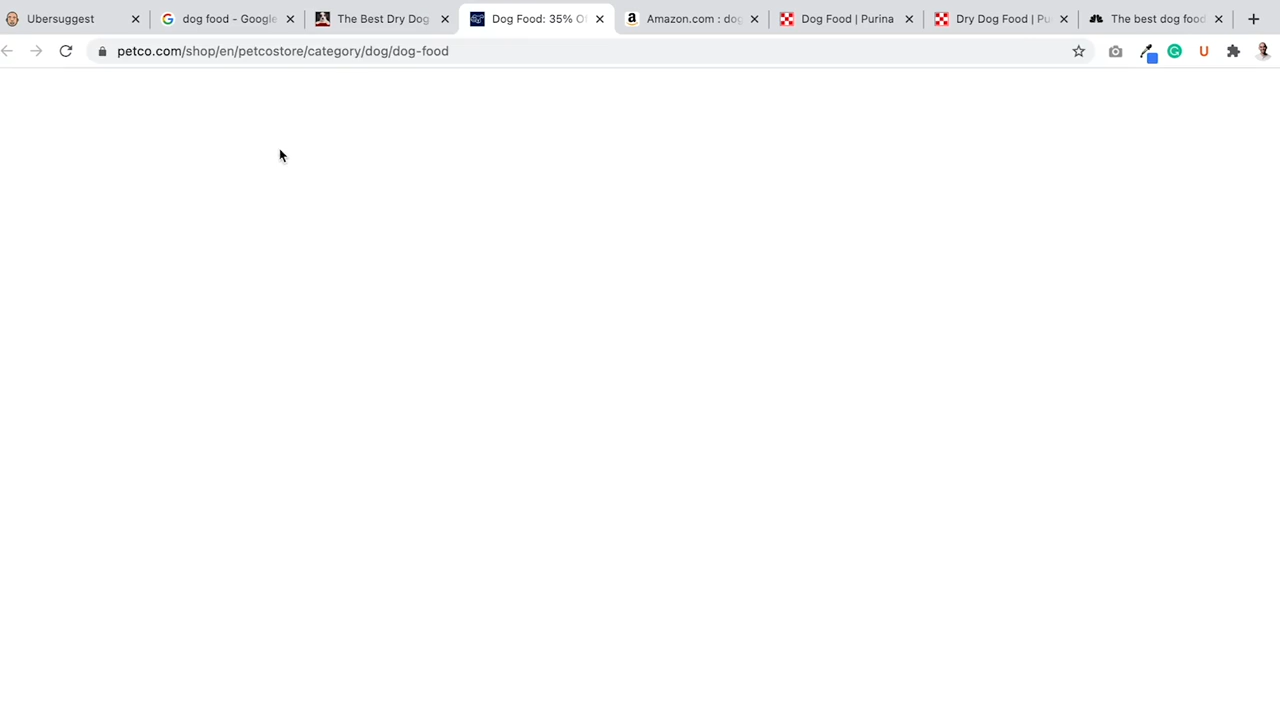 Ubersuggest dog food - Google The Best Dry Dog Dog Food: 35% O Amazon.com : dog Dog Food | Purina Dry Dog Food | Pu The best dog food
petco.com/shop/en/petcostore/category/dog/dog-food